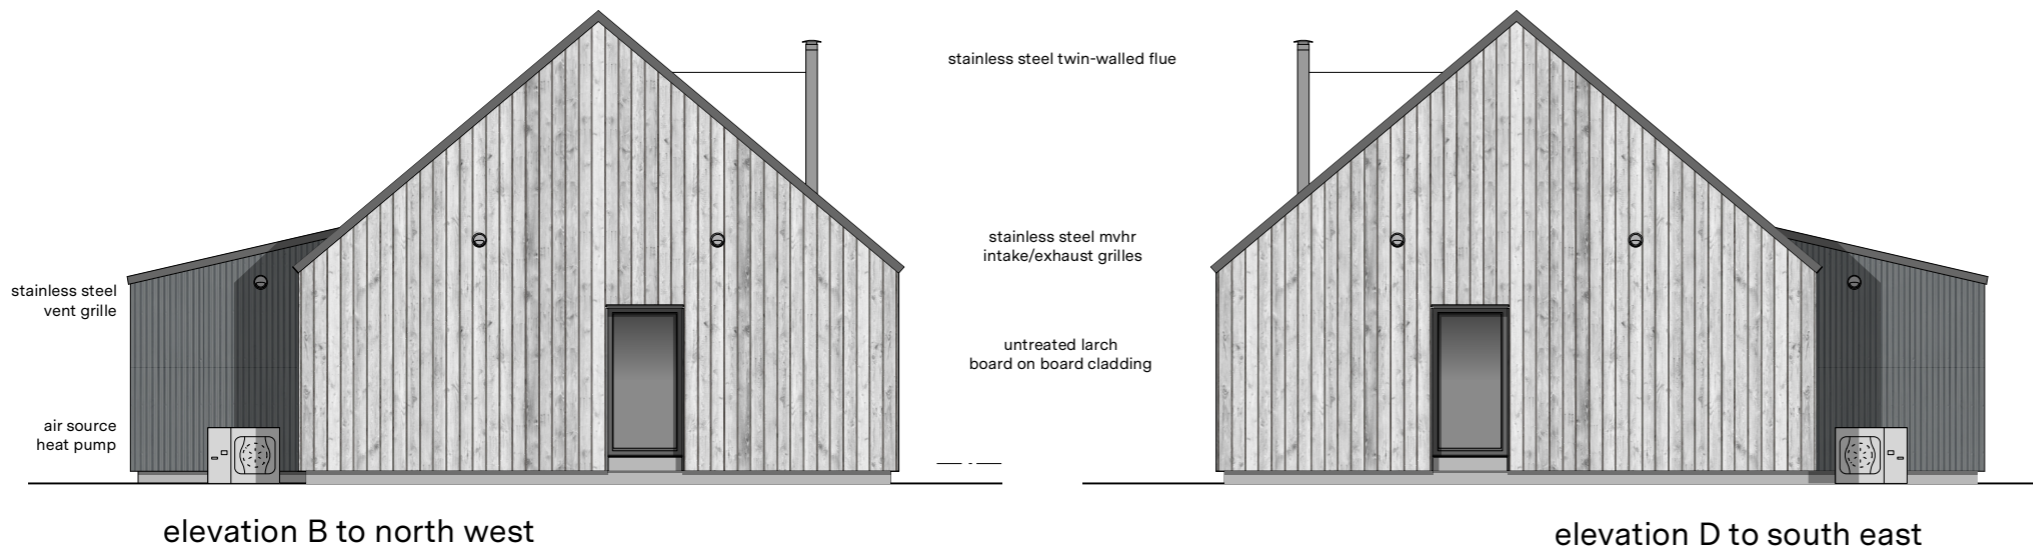 stainless steel twin-walled flue
stainless steel mvhr
intake/exhaust grilles
stainless steel
vent grille
untreated larch
board on board cladding
air source
heat pump
elevation B to north west
elevation D to south east